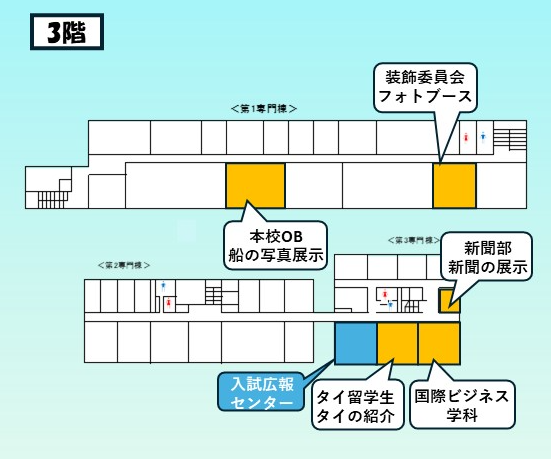 3階
装飾委員会
フォトブース
＜第1専門棟＞
本校OB
船の写真展示
＜第3専門棟＞
新聞部
新聞の展示
＜第2専門棟＞
入試広報
センター
タイ留学生
タイの紹介
国際ビジネス
学科